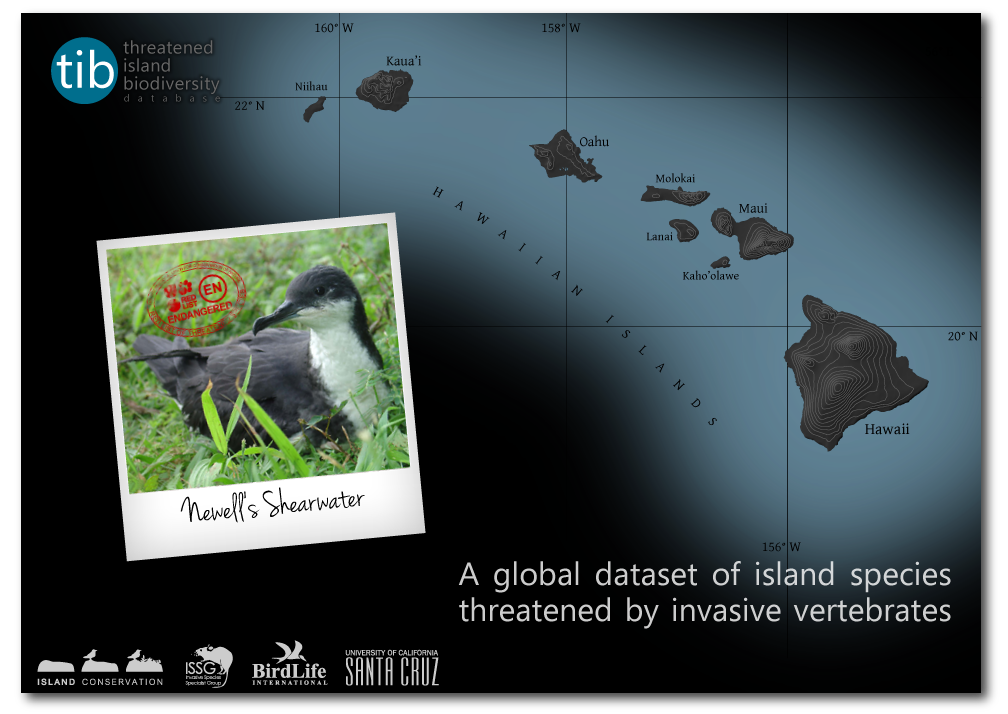 160° W
158° W
tib
threatened
island
biodiversity
database
Kaua'i
Niihau
22° N
Oahu
Molokai
Maui
Lanai
Kaho'olawe
HAWAIIAN ISLANDS
20° N
Hawaii
156° W
RED
LIST
EN
ENDANGERED
Newell's Shearwater
A global dataset of island species
threatened by invasive vertebrates
ISLAND CONSERVATION
ISSG
Invasive Species
Specialist Group
BirdLife
INTERNATIONAL
UNIVERSITY OF CALIFORNIA
SANTA CRUZ